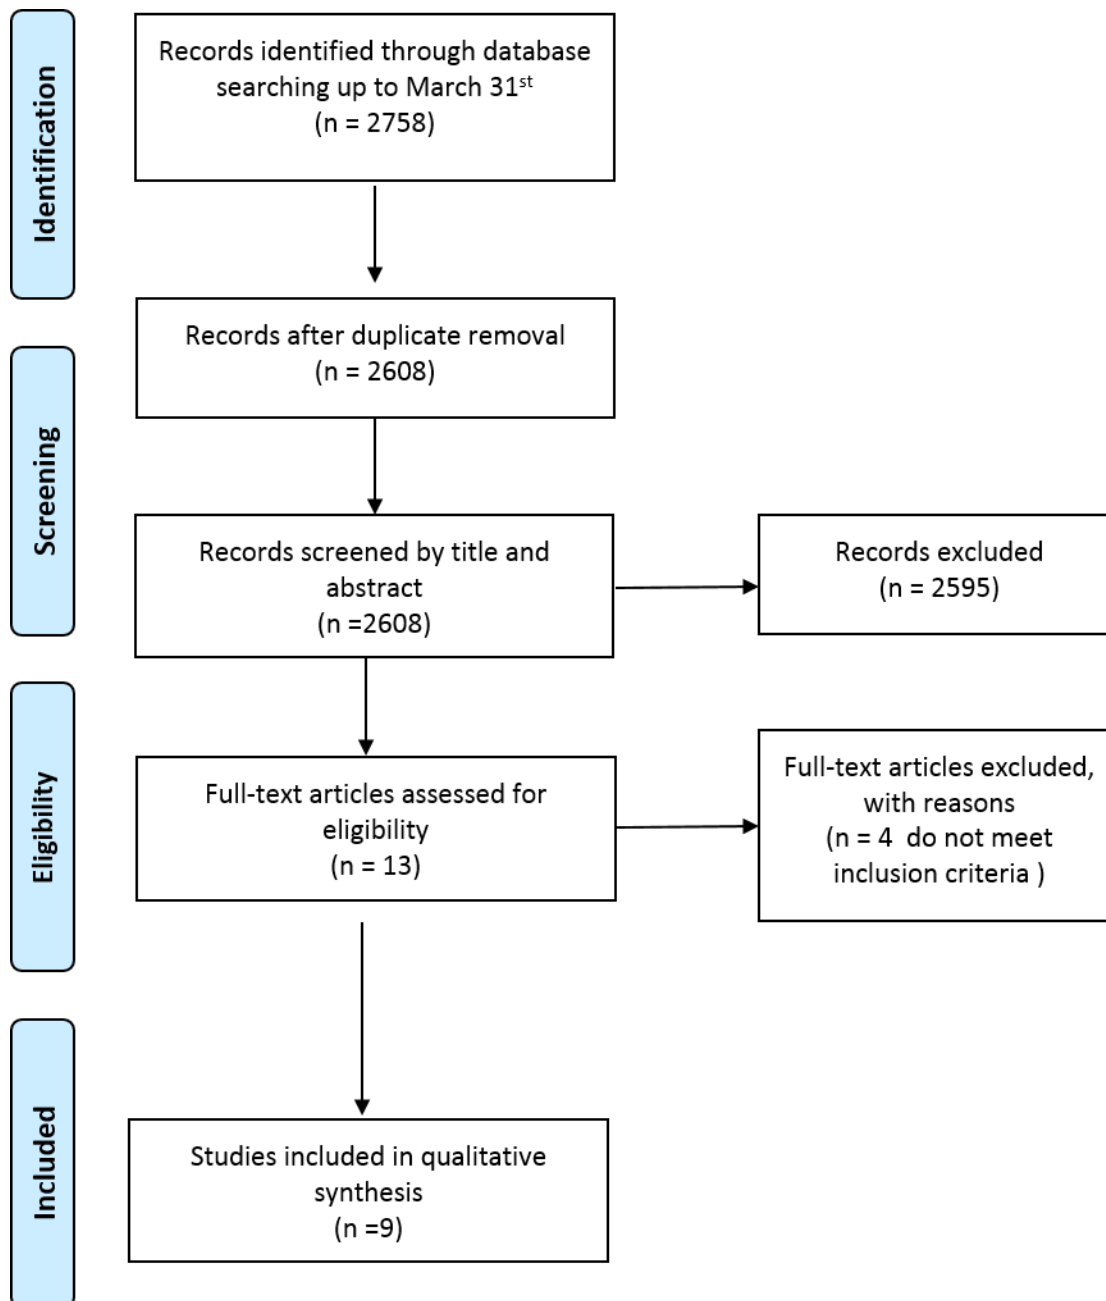 Identification
Records identified through database
searching up to March 31st
(n = 2758)
Records after duplicate removal
(n = 2608)
Screening
Records screened by title and
abstract
(n =2608)
Records excluded
(n = 2595)
Eligibility
Full-text articles assessed for
eligibility
(n = 13)
Full-text articles excluded,
with reasons
(n = 4  do not meet
inclusion criteria )
Included
Studies included in qualitative
synthesis
(n =9)